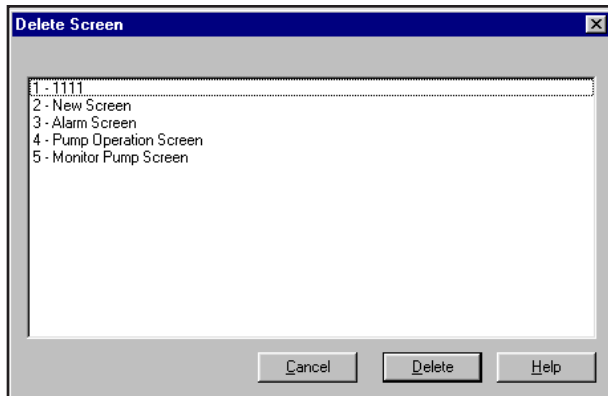 Delete Screen
1 - 1111
2 - New Screen
3 - Alarm Screen
4 - Pump Operation Screen
5 - Monitor Pump Screen
Cancel Delete Help